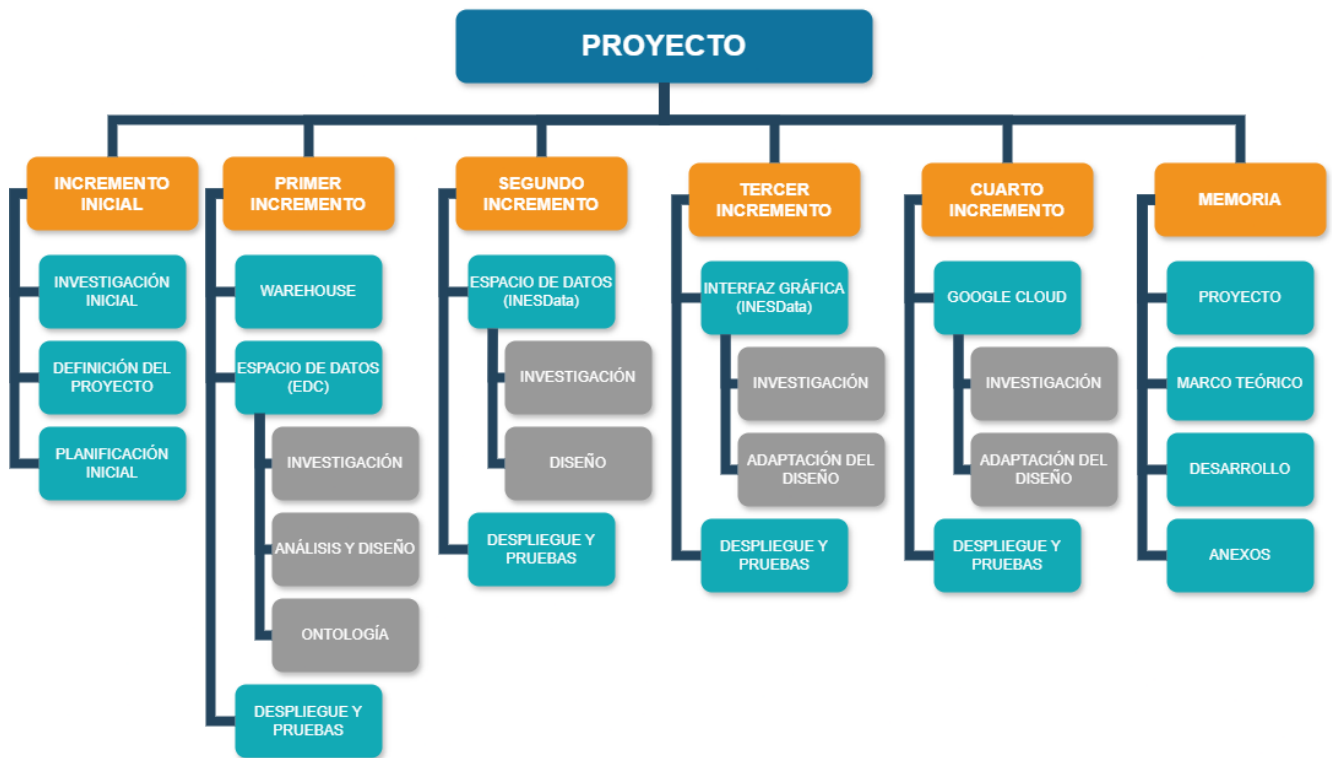 PROYECTO
INCREMENTO
INICIAL
INVESTIGACIÓN
INICIAL
DEFINICIÓN DEL
PROYECTO
PLANIFICACIÓN
INICIAL
PRIMER
INCREMENTO
WAREHOUSE
ESPACIO DE DATOS
(EDC)
INVESTIGACIÓN
ANÁLISIS Y DISEÑO
ONTOLOGÍA
DESPLIEGUE Y
PRUEBAS
SEGUNDO
INCREMENTO
ESPACIO DE DATOS
(INESData)
INVESTIGACIÓN
DISEÑO
DESPLIEGUE Y
PRUEBAS
TERCER
INCREMENTO
INTERFAZ GRÁFICA
(INESData)
INVESTIGACIÓN
ADAPTACIÓN DEL
DISEÑO
DESPLIEGUE Y
PRUEBAS
CUARTO
INCREMENTO
GOOGLE CLOUD
INVESTIGACIÓN
ADAPTACIÓN DEL
DISEÑO
DESPLIEGUE Y
PRUEBAS
MEMORIA
PROYECTO
MARCO TEÓRICO
DESARROLLO
ANEXOS